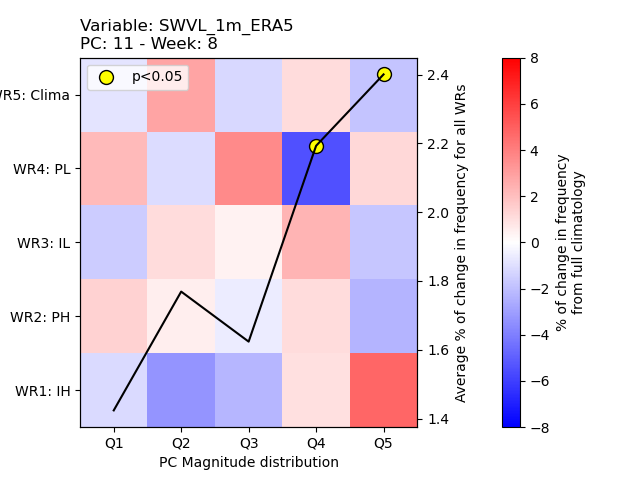 Variable: SWVL_1m_ERA5
PC: 11 - Week: 8
p<0.05
WR5: Clima
WR4: PL
WR3: IL
WR2: PH
WR1: IH
Q1 Q2 Q3 Q4 Q5
PC Magnitude distribution
2.4
2.2
2.0
1.8
1.6
1.4
Average % of change in frequency for all WRs
8
6
4
2
0
−2
−4
−6
−8
% of change in frequency
from full climatology